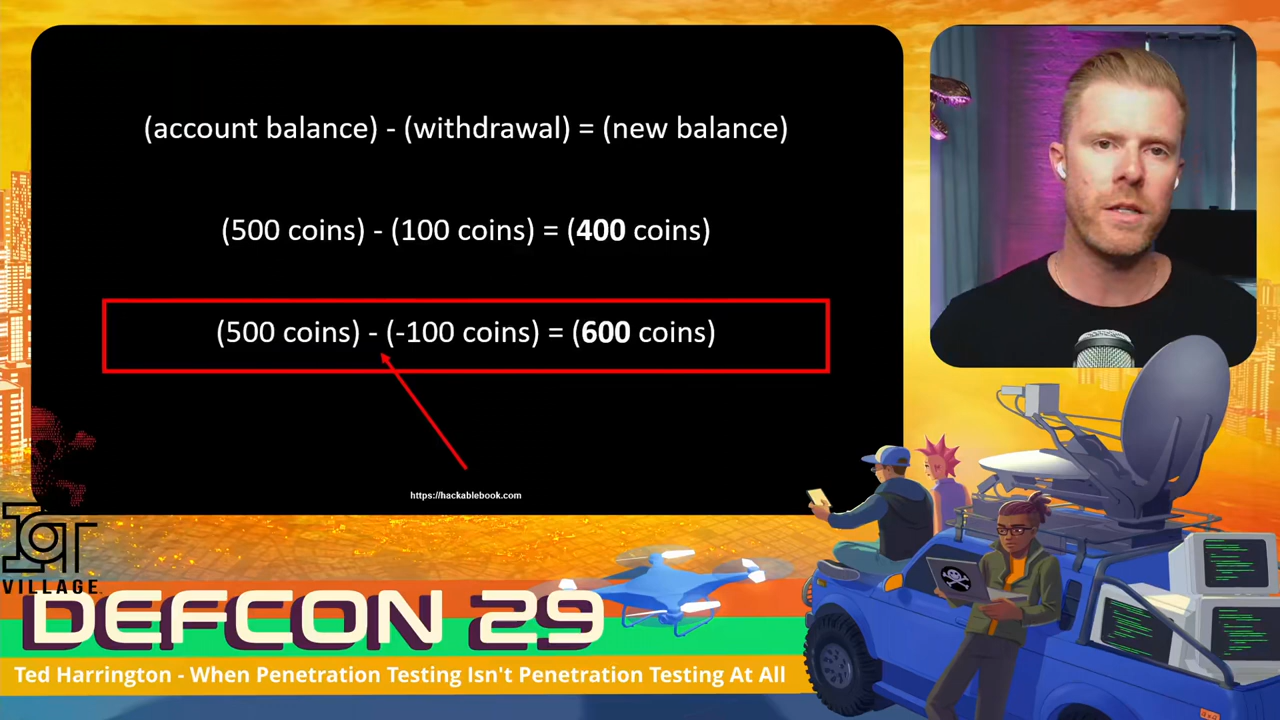 (account balance) - (withdrawal) = (new balance)
(500 coins) - (100 coins) = (400 coins)
(500 coins) - (-100 coins) = (600 coins)
https://hackablebook.com
IOT
VILLAGE
DEFCON 29
Ted Harrington - When Penetration Testing Isn't Penetration Testing At All